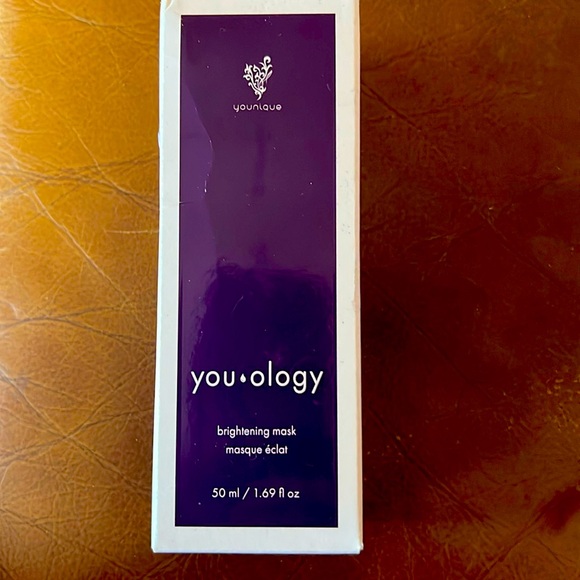 younique
you•ology
brightening mask
masque éclat
50 ml / 1.69 fl oz